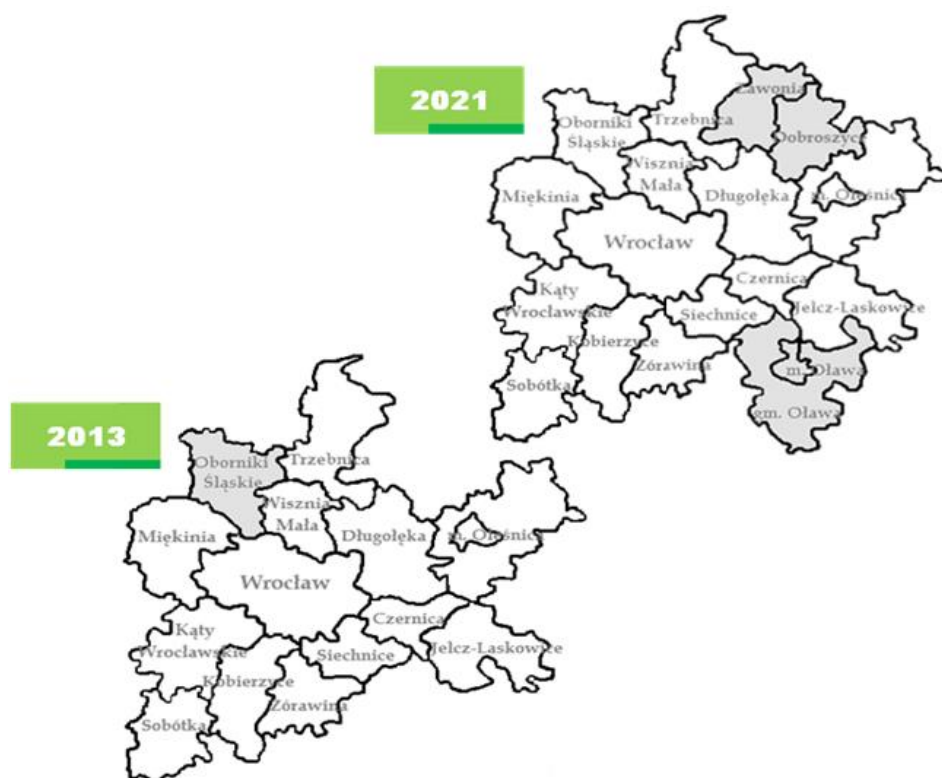 2021
Zawonia
Trzebnica
Oborniki
Śląskie
Dobroszyce
Wisznia
Mała
Miękinia
Długołęka
m. Oleśnica
Wrocław
Czernica
Kąty
Wrocławskie
Siechnice
Jelcz-Laskowice
Kobierzyce
Żórawina
Sobótka
m. Oława
gm. Oława
2013
Oborniki
Śląskie
Trzebnica
Wisznia
Mała
Miękinia
Długołęka
m. Oleśnica
Wrocław
Czernica
Kąty
Wrocławskie
Siechnice
Jelcz-Laskowice
Kobierzyce
Żórawina
Sobótka